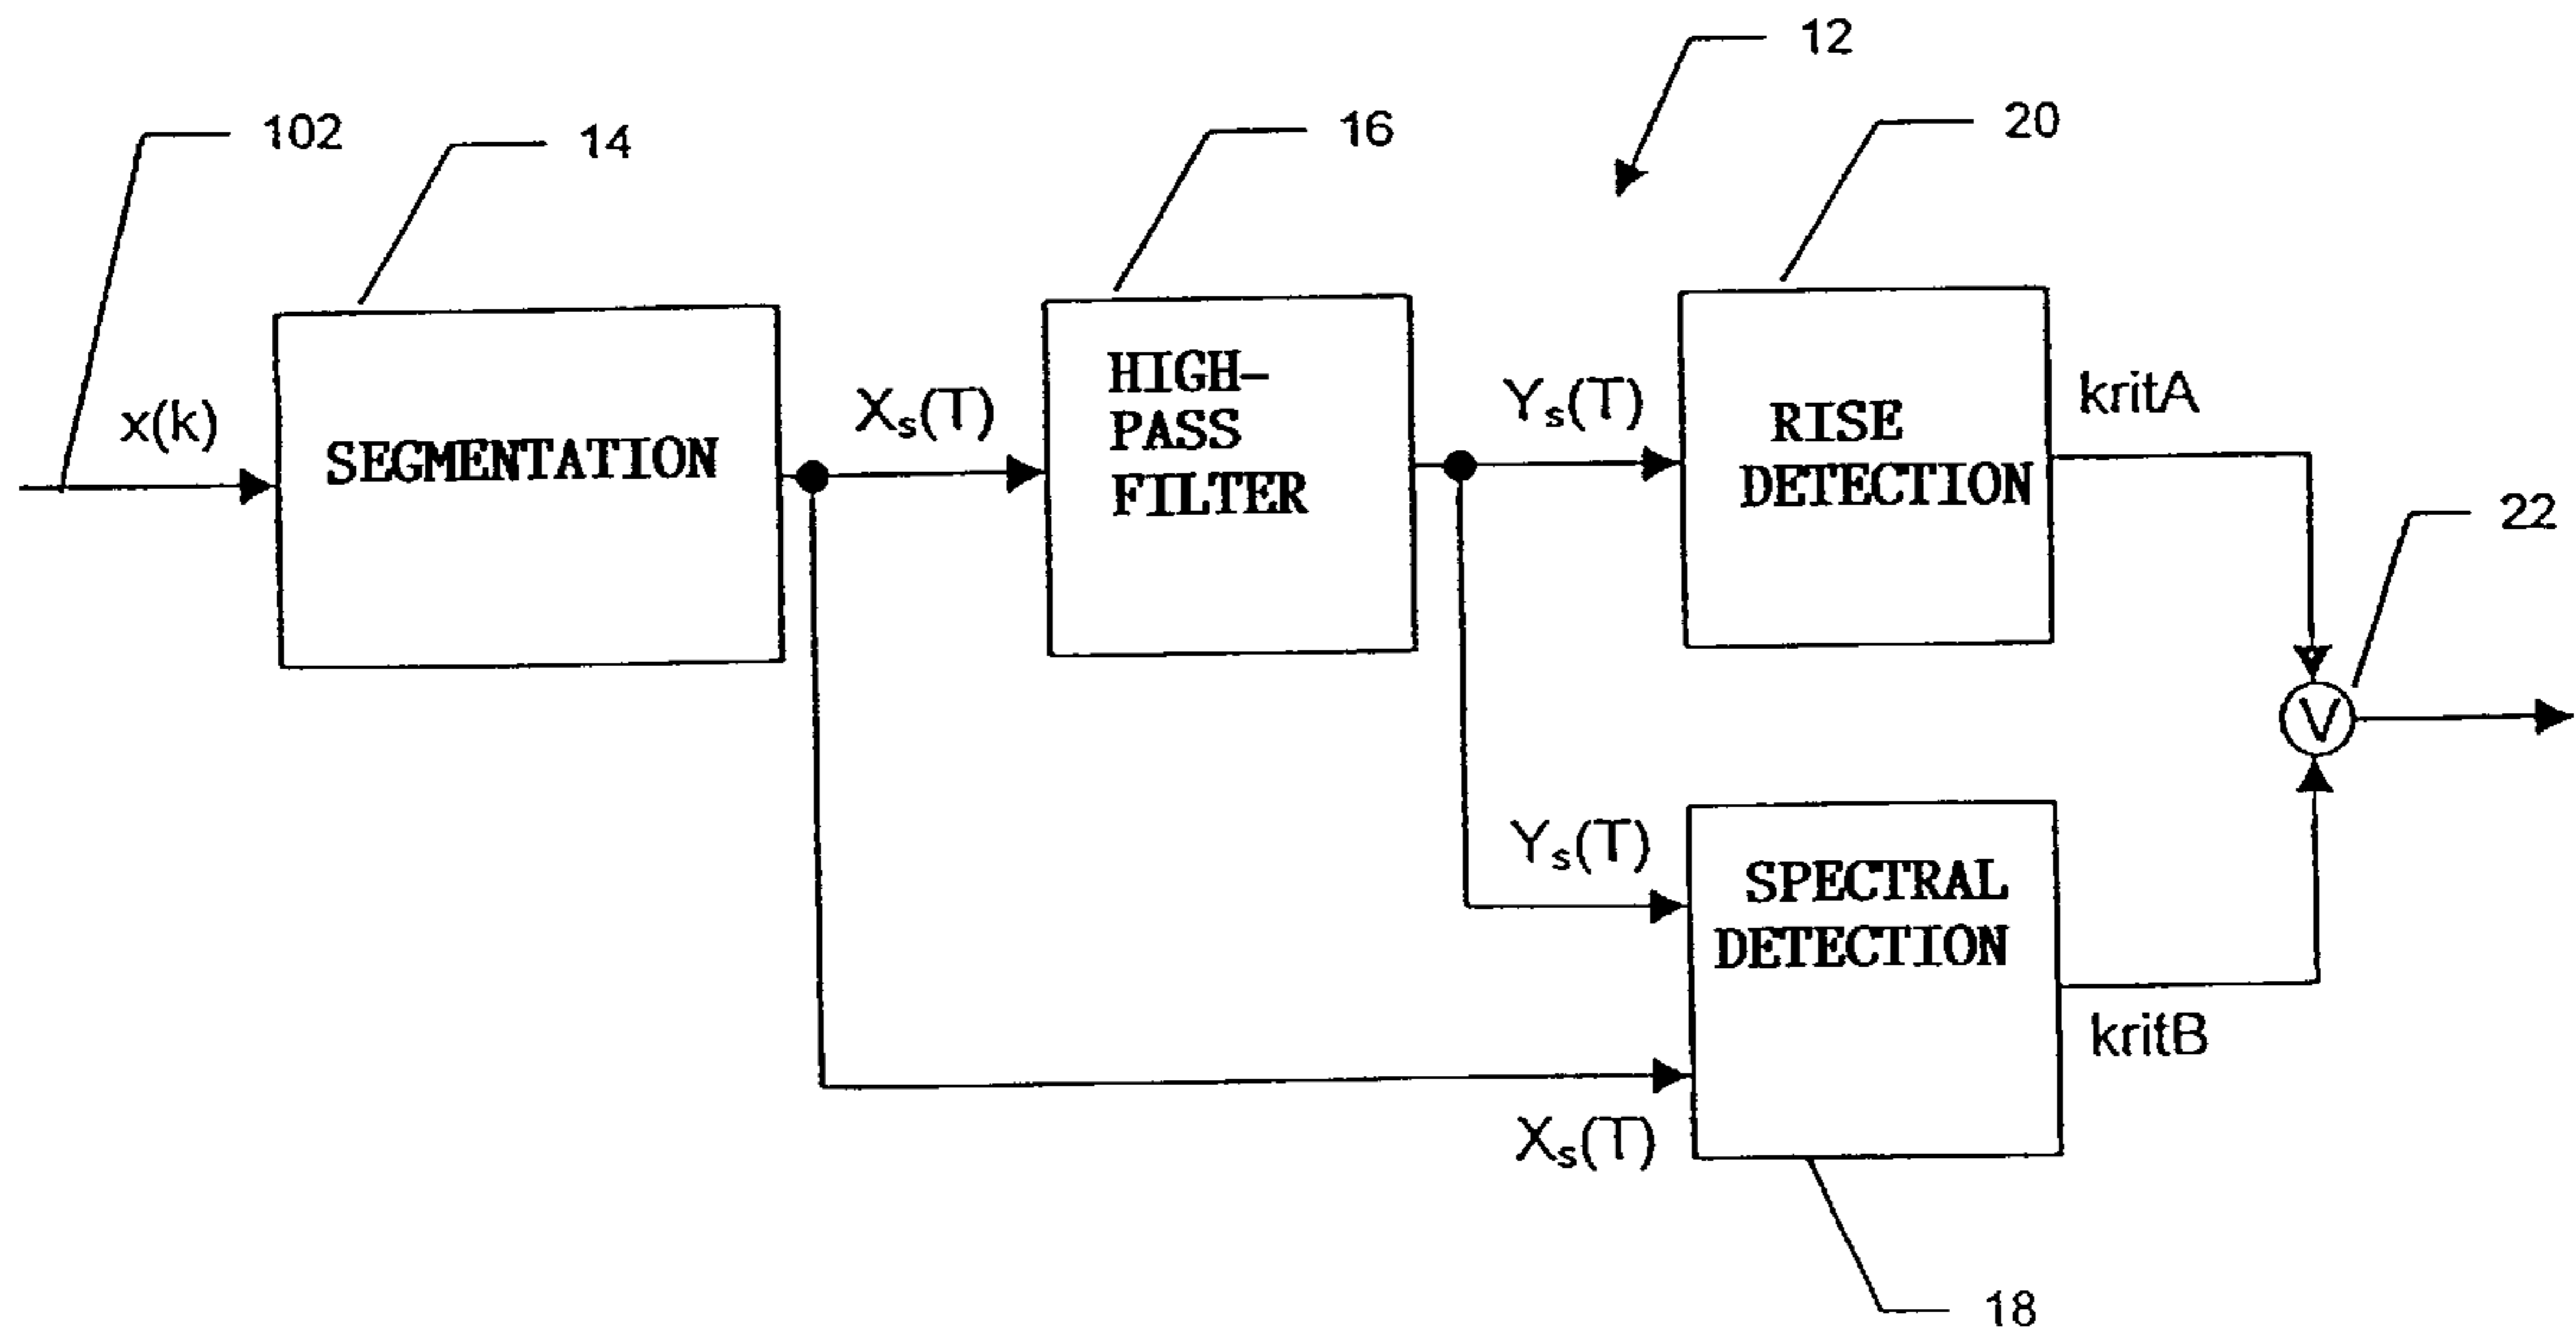 12
102
14
16
20
x(k)
SEGMENTATION
Xₛ(T)
HIGH-
PASS
FILTER
Yₛ(T)
RISE
DETECTION
kritA
22
V
Yₛ(T)
SPECTRAL
DETECTION
kritB
Xₛ(T)
18